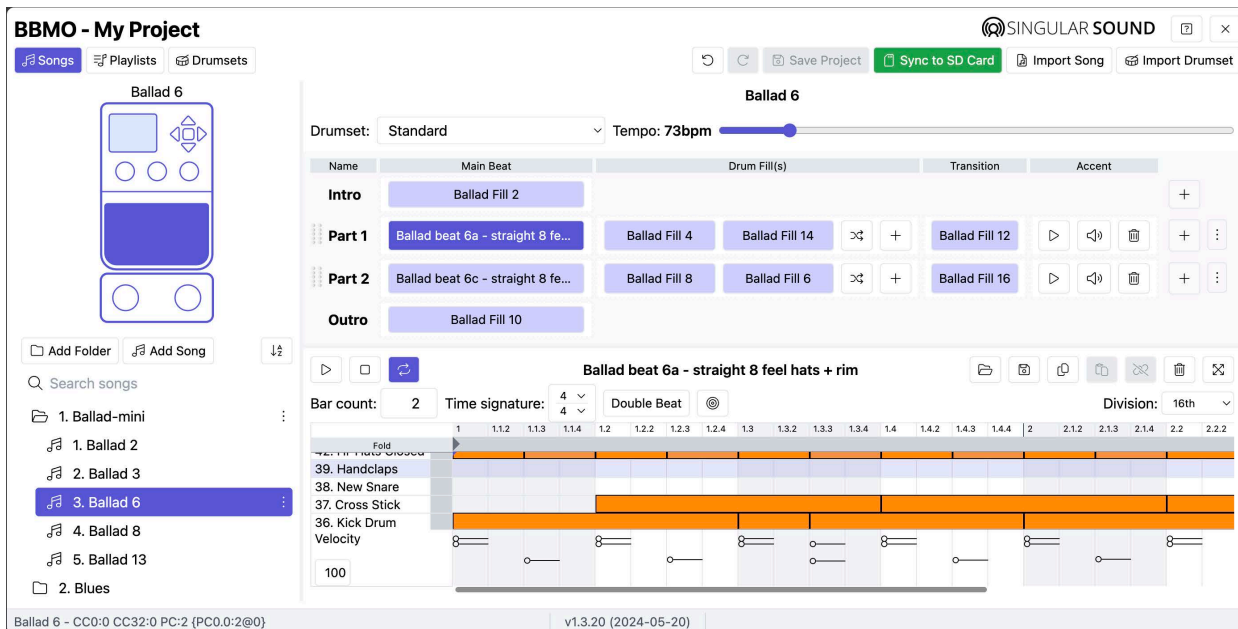 BBMO - My Project
SINGULAR SOUND
Songs Playlists Drumsets
Save Project Sync to SD Card Import Song Import Drumset
Ballad 6
Ballad 6
Drumset: Standard Tempo: 73bpm
Name Main Beat Drum Fill(s) Transition Accent
Intro Ballad Fill 2 +
Part 1 Ballad beat 6a - straight 8 fe... Ballad Fill 4 Ballad Fill 14 + Ballad Fill 12 +
Part 2 Ballad beat 6c - straight 8 fe... Ballad Fill 8 Ballad Fill 6 + Ballad Fill 16 +
Outro Ballad Fill 10
Add Folder Add Song
Search songs
1. Ballad-mini
1. Ballad 2
2. Ballad 3
3. Ballad 6
4. Ballad 8
5. Ballad 13
2. Blues
Ballad beat 6a - straight 8 feel hats + rim
Bar count: 2 Time signature: 4 4 Double Beat Division: 16th
1 1.1.2 1.1.3 1.1.4 1.2 1.2.2 1.2.3 1.2.4 1.3 1.3.2 1.3.3 1.3.4 1.4 1.4.2 1.4.3 1.4.4 2 2.1.2 2.1.3 2.1.4 2.2 2.2.2
Fold
42. Hi-Hats Closed
39. Handclaps
38. New Snare
37. Cross Stick
36. Kick Drum
Velocity
100
Ballad 6 - CC0:0 CC32:0 PC:2 {PC0.0:2@0} v1.3.20 (2024-05-20)